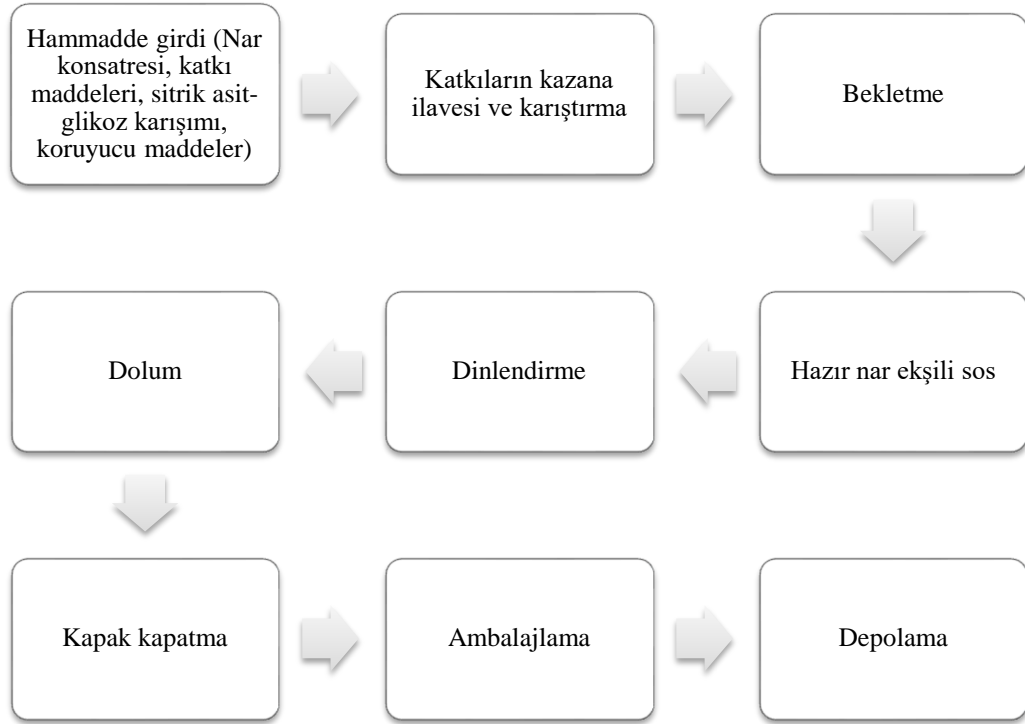 Hammadde girdi (Nar
konsatresi, katkı
maddeleri, sitrik asit-
glikoz karışımı,
koruyucu maddeler)
Katkıların kazana
ilavesi ve karıştırma
Bekletme
Hazır nar ekşili sos
Dinlendirme
Dolum
Kapak kapatma
Ambalajlama
Depolama